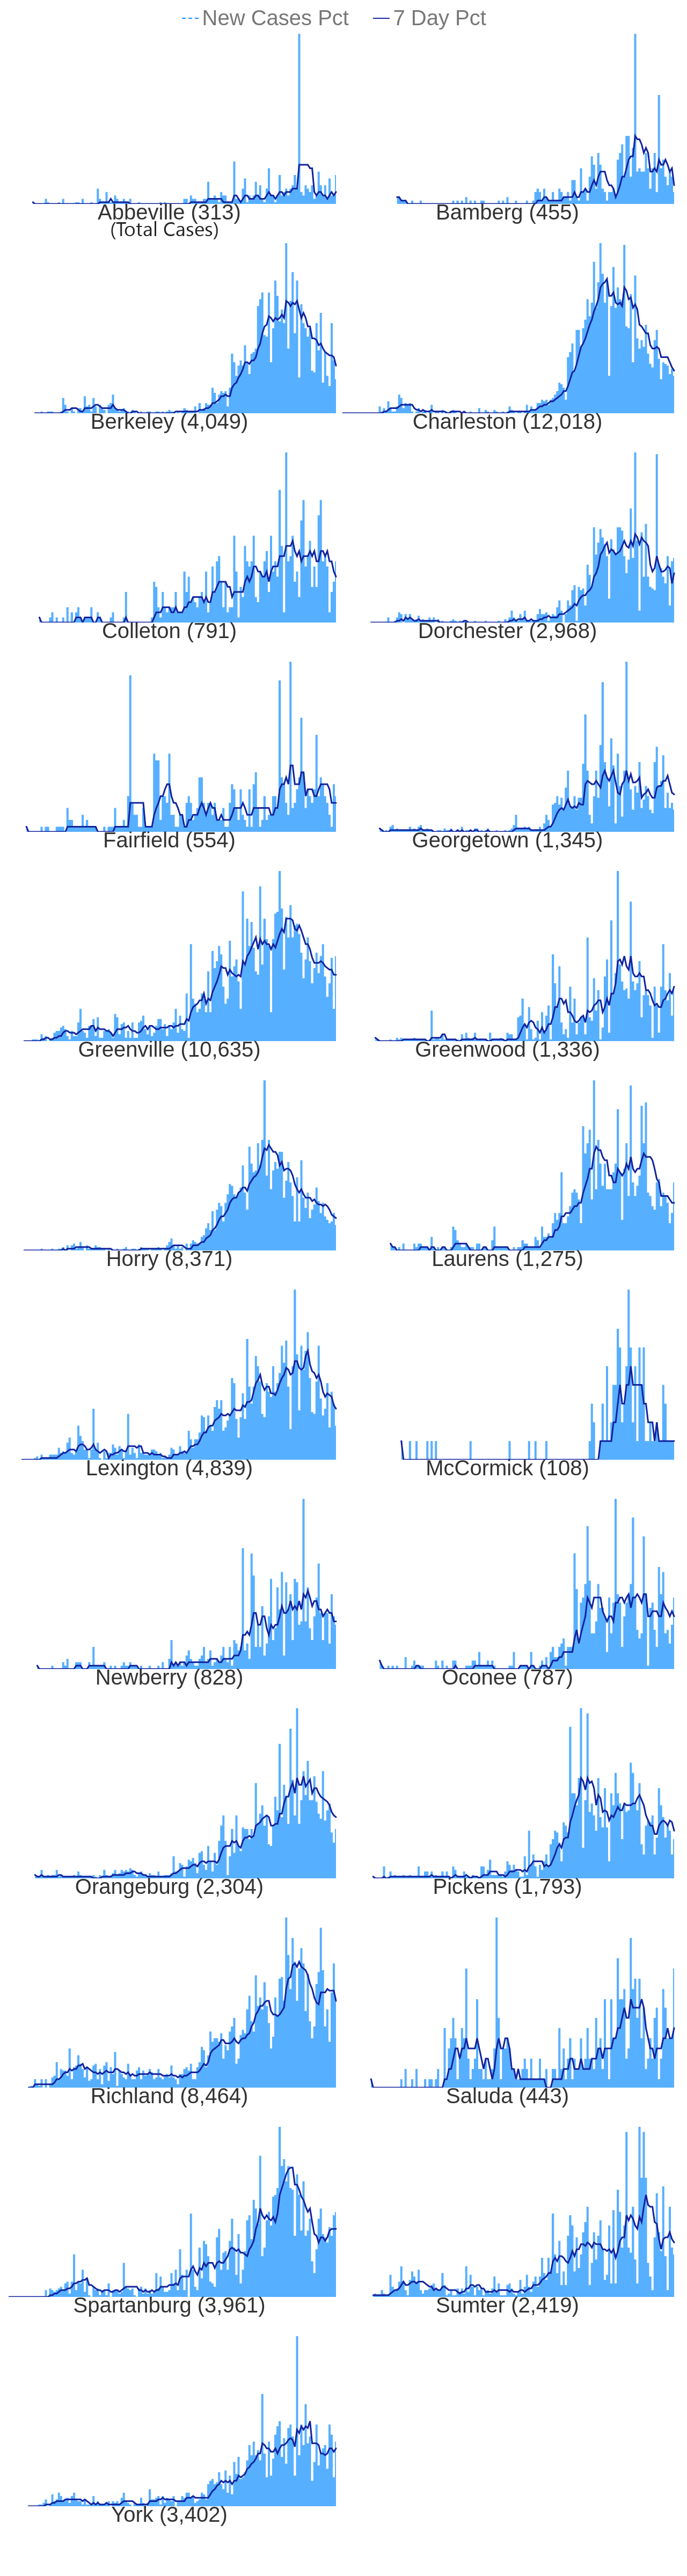 New Cases Pct 7 Day Pct
Abbeville (313) Bamberg (455)
(Total Cases)
Berkeley (4,049) Charleston (12,018)
Colleton (791) Dorchester (2,968)
Fairfield (554) Georgetown (1,345)
Greenville (10,635) Greenwood (1,336)
Horry (8,371) Laurens (1,275)
Lexington (4,839) McCormick (108)
Newberry (828) Oconee (787)
Orangeburg (2,304) Pickens (1,793)
Richland (8,464) Saluda (443)
Spartanburg (3,961) Sumter (2,419)
York (3,402)